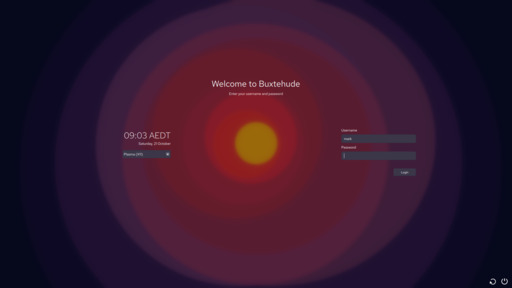 Welcome to Buxtehude
Enter your username and password
09:03 AEDT
Saturday, 21 October
Plasma (X11)
Username
mark
Password
Login